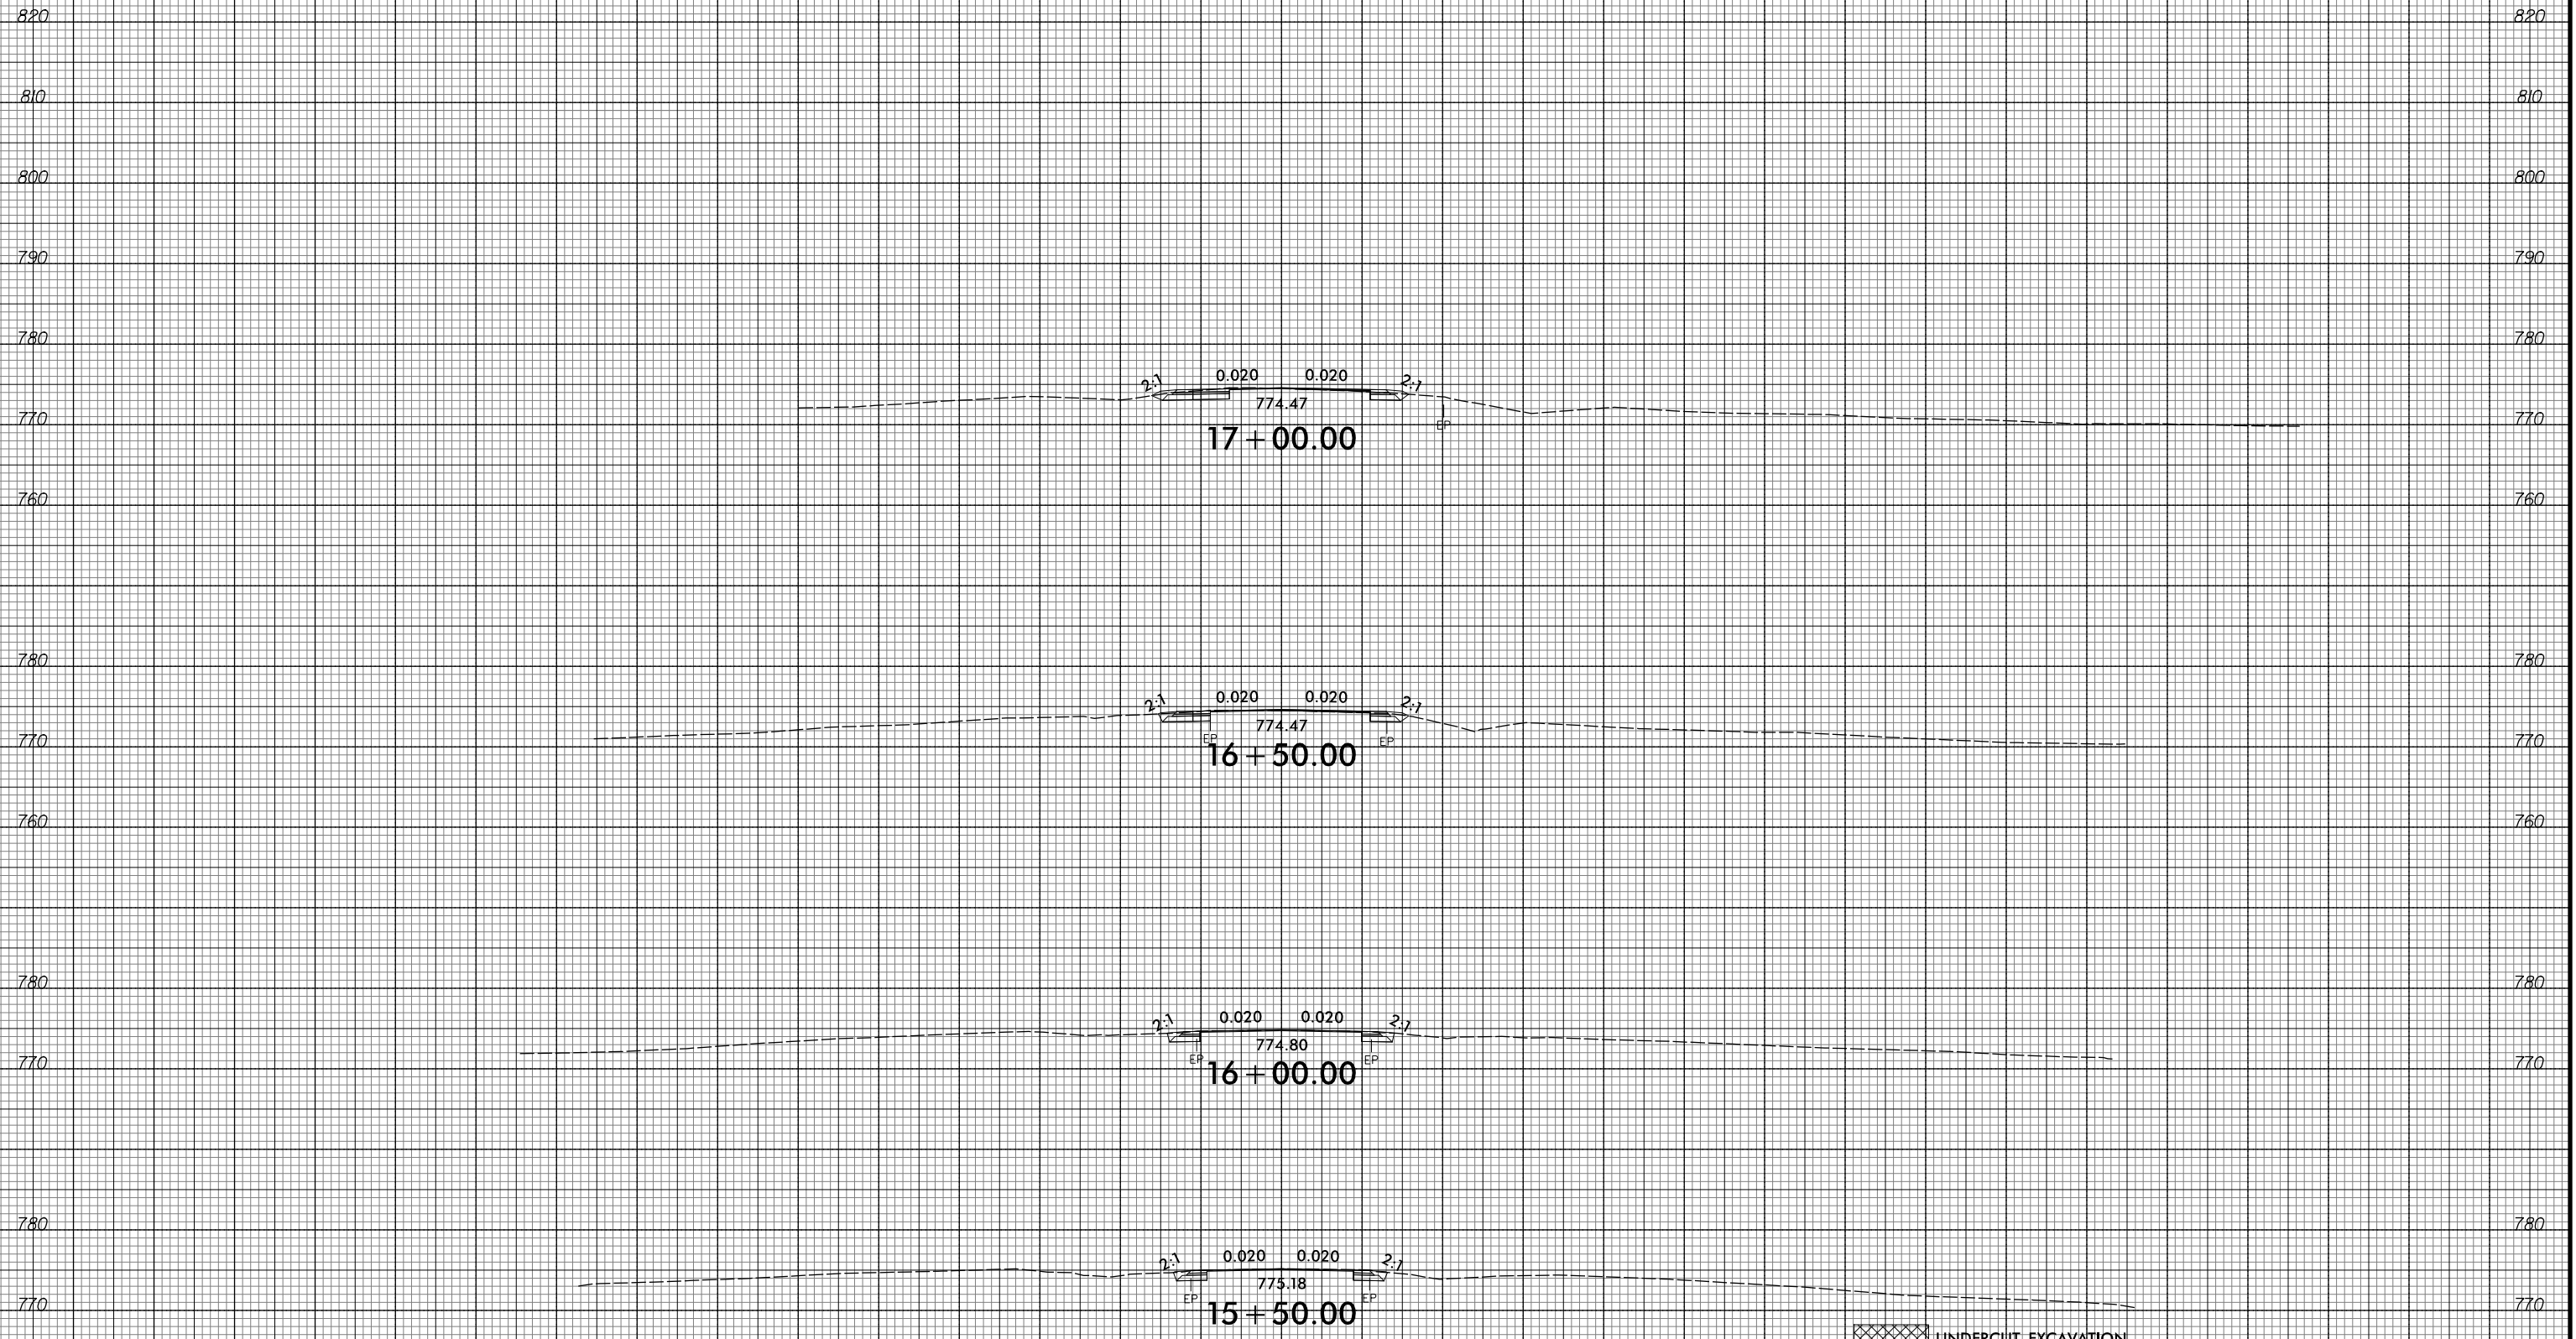 820 820
810 810
800 800
790 790
780 780
2:1 0.020 0.020 2:1
774.47
770 EP 770
17+00.00
760 760
780 780
2:1 0.020 0.020 2:1
774.47
770 EP EP 770
16+50.00
760 760
780 780
2:1 0.020 0.020 2:1
774.80
770 EP EP 770
16+00.00
780 780
2:1 0.020 0.020 2:1
775.18
EP EP
770 15+50.00 770
UNDERCUT EXCAVATION